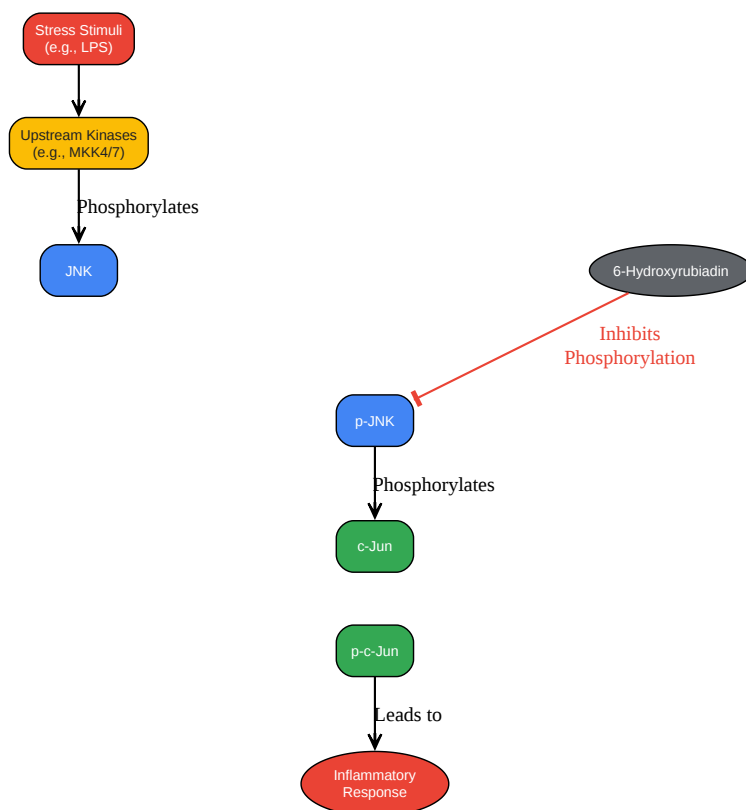 Stress Stimuli
(e.g., LPS)
Upstream Kinases
(e.g., MKK4/7)
Phosphorylates
JNK
6-Hydroxyrubiadin
Inhibits
Phosphorylation
p-JNK
Phosphorylates
c-Jun
p-c-Jun
Leads to
Inflammatory
Response